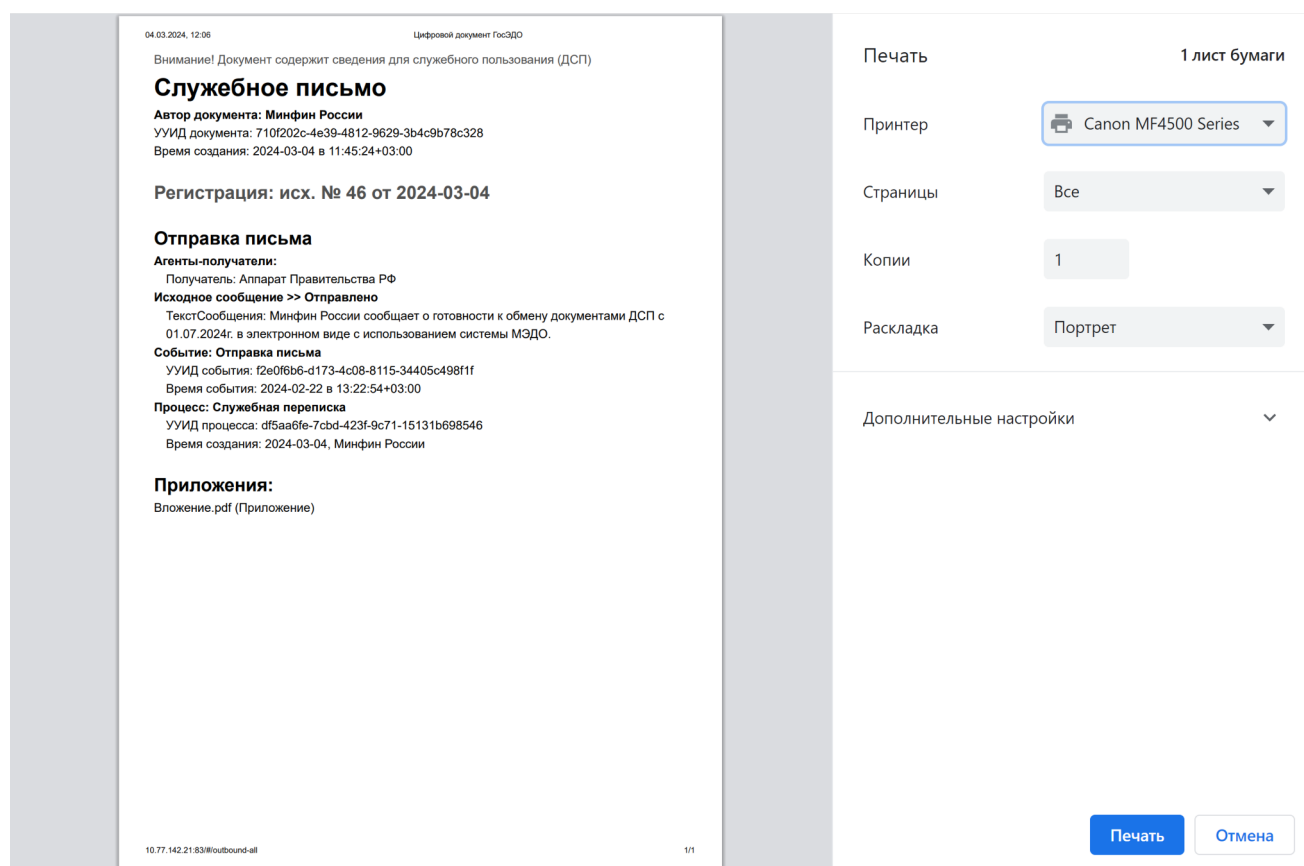 04.03.2024, 12:06 Цифровой документ ГосЭДО
Внимание! Документ содержит сведения для служебного пользования (ДСП)
Служебное письмо
Автор документа: Минфин России
УУИД документа: 710f202c-4e39-4812-9629-3b4c9b78c328
Время создания: 2024-03-04 в 11:45:24+03:00
Регистрация: исх. № 46 от 2024-03-04
Отправка письма
Агенты-получатели:
Получатель: Аппарат Правительства РФ
Исходное сообщение >> Отправлено
ТекстСообщения: Минфин России сообщает о готовности к обмену документами ДСП с
01.07.2024г. в электронном виде с использованием системы МЭДО.
Событие: Отправка письма
УУИД события: f2e0f6b6-d173-4c08-8115-34405c498f1f
Время события: 2024-02-22 в 13:22:54+03:00
Процесс: Служебная переписка
УУИД процесса: df5aa6fe-7cbd-423f-9c71-15131b698546
Время создания: 2024-03-04, Минфин России
Приложения:
Вложение.pdf (Приложение)
10.77.142.21:83/#/outbound-all 1/1
Печать 1 лист бумаги
Принтер Canon MF4500 Series
Страницы Все
Копии 1
Раскладка Портрет
Дополнительные настройки
Печать Отмена